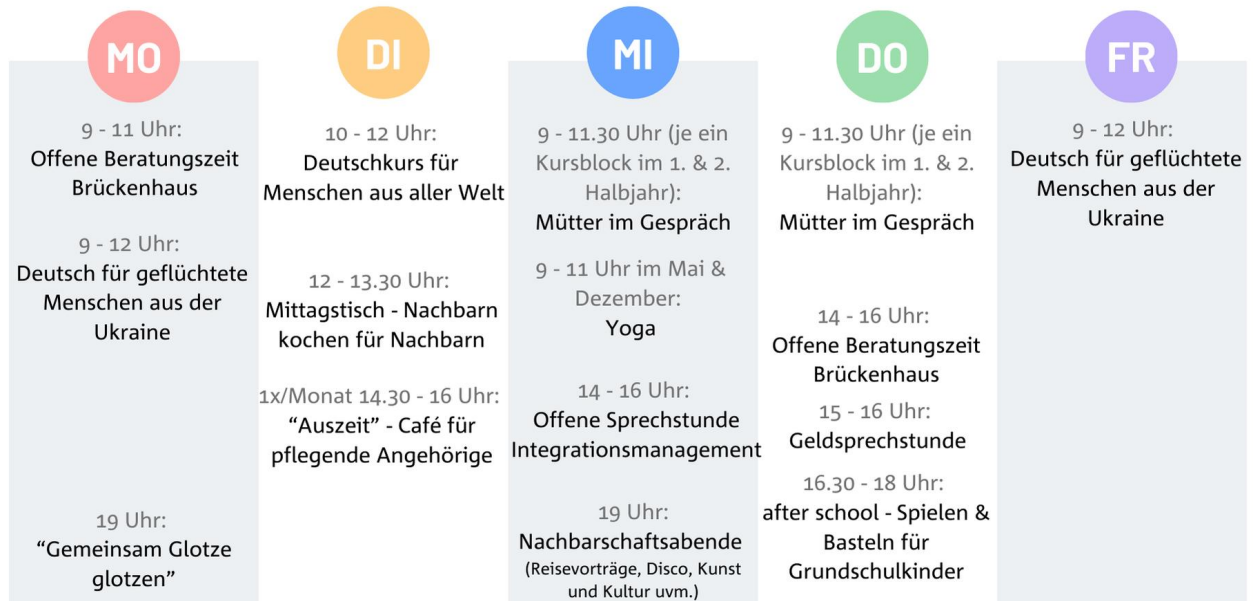 MO
9 - 11 Uhr:
Offene Beratungszeit
Brückenhaus
9 - 12 Uhr:
Deutsch für geflüchtete
Menschen aus der
Ukraine
19 Uhr:
“Gemeinsam Glotze
glotzen”
DI
10 - 12 Uhr:
Deutschkurs für
Menschen aus aller Welt
12 - 13.30 Uhr:
Mittagstisch - Nachbarn
kochen für Nachbarn
1x/Monat 14.30 - 16 Uhr:
“Auszeit” - Café für
pflegende Angehörige
MI
9 - 11.30 Uhr (je ein
Kursblock im 1. & 2.
Halbjahr):
Mütter im Gespräch
9 - 11 Uhr im Mai &
Dezember:
Yoga
14 - 16 Uhr:
Offene Sprechstunde
Integrationsmanagement
19 Uhr:
Nachbarschaftsabende
(Reisevorträge, Disco, Kunst
und Kultur uvm.)
DO
9 - 11.30 Uhr (je ein
Kursblock im 1. & 2.
Halbjahr):
Mütter im Gespräch
14 - 16 Uhr:
Offene Beratungszeit
Brückenhaus
15 - 16 Uhr:
Geldsprechstunde
16.30 - 18 Uhr:
after school - Spielen &
Basteln für
Grundschulkinder
FR
9 - 12 Uhr:
Deutsch für geflüchtete
Menschen aus der
Ukraine